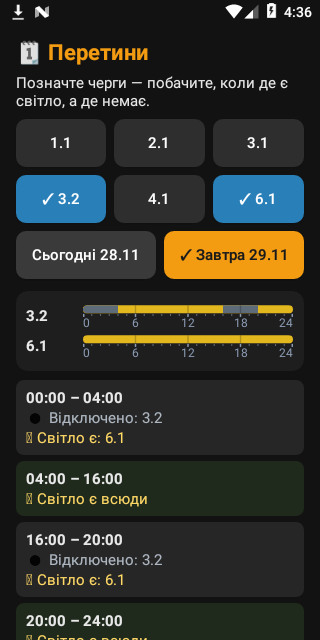 4:36
Перетини
Позначте черги — побачите, коли де є
світло, а де немає.
1.1 2.1 3.1
✓ 3.2 4.1 ✓ 6.1
Сьогодні 28.11 ✓ Завтра 29.11
3.2
0 6 12 18 24
6.1
0 6 12 18 24
00:00 – 04:00
Відключено: 3.2
Світло є: 6.1
04:00 – 16:00
Світло є всюди
16:00 – 20:00
Відключено: 3.2
Світло є: 6.1
20:00 – 24:00
Світло є всюди